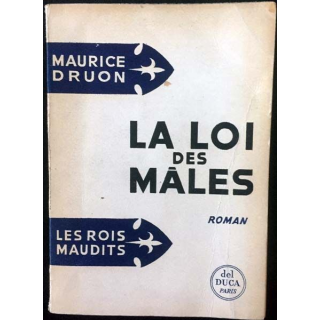 MAURICE
DRUON
LA LOI
DES
MÂLES
ROMAN
LES ROIS
MAUDITS
del
DUCA
PARIS